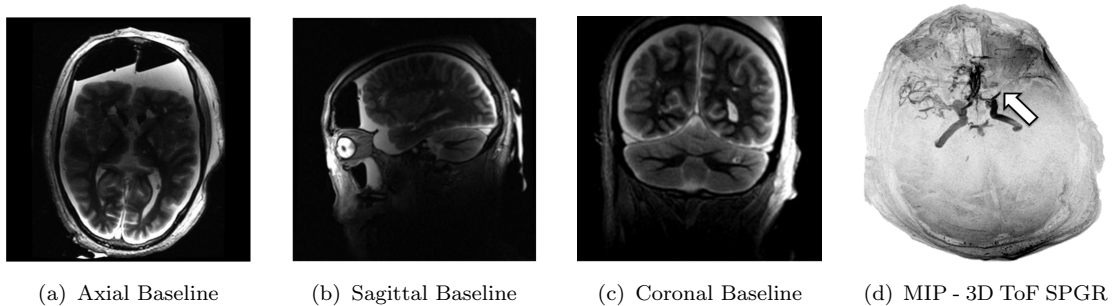 (a) Axial Baseline
(b) Sagittal Baseline
(c) Coronal Baseline
(d) MIP - 3D ToF SPGR